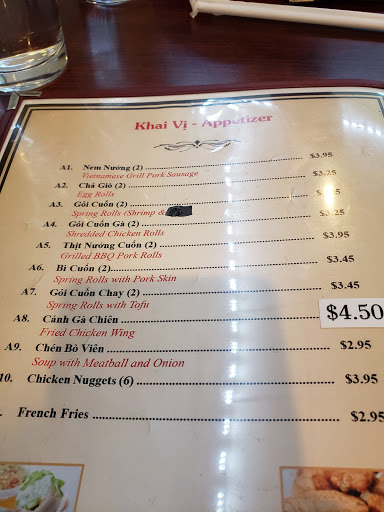 Khai Vị - Appetizer
A1. Nem Nướng (2) $3.95
Vietnamese Grill Pork Sausage
A2. Chả Giò (2) $3.25
Egg Rolls
A3. Gỏi Cuốn (2)
Spring Rolls (Shrimp & $3.25
A4. Gỏi Cuốn Gà (2)
Shredded Chicken Rolls $3.95
A5. Thịt Nướng Cuốn (2)
Grilled BBQ Pork Rolls $3.45
A6. Bì Cuốn (2)
Spring Rolls with Pork Skin $3.45
A7. Gỏi Cuốn Chay (2)
Spring Rolls with Tofu $4.50
A8. Cánh Gà Chiên
Fried Chicken Wing $2.95
A9. Chén Bò Viên
Soup with Meatball and Onion
10. Chicken Nuggets (6) $3.95
French Fries $2.95